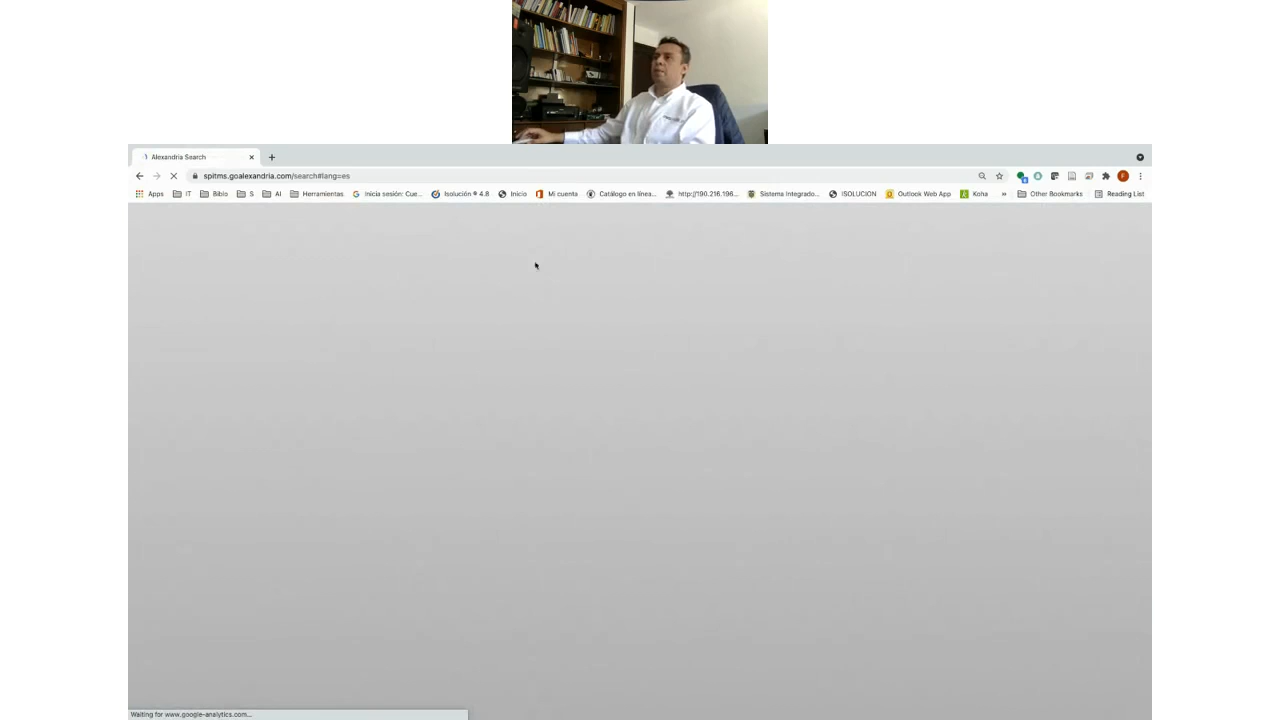 Alexandria Search
spitms.goalexandria.com/search#lang=es
Apps IT Biblo S AI Herramientas Inicia sesión: Cue... Isolución ® 4.8 Inicio Mi cuenta Catálogo en línea... http://190.216.196... Sistema Integrado... ISOLUCION Outlook Web App Koha » Other Bookmarks Reading List
Waiting for www.google-analytics.com...